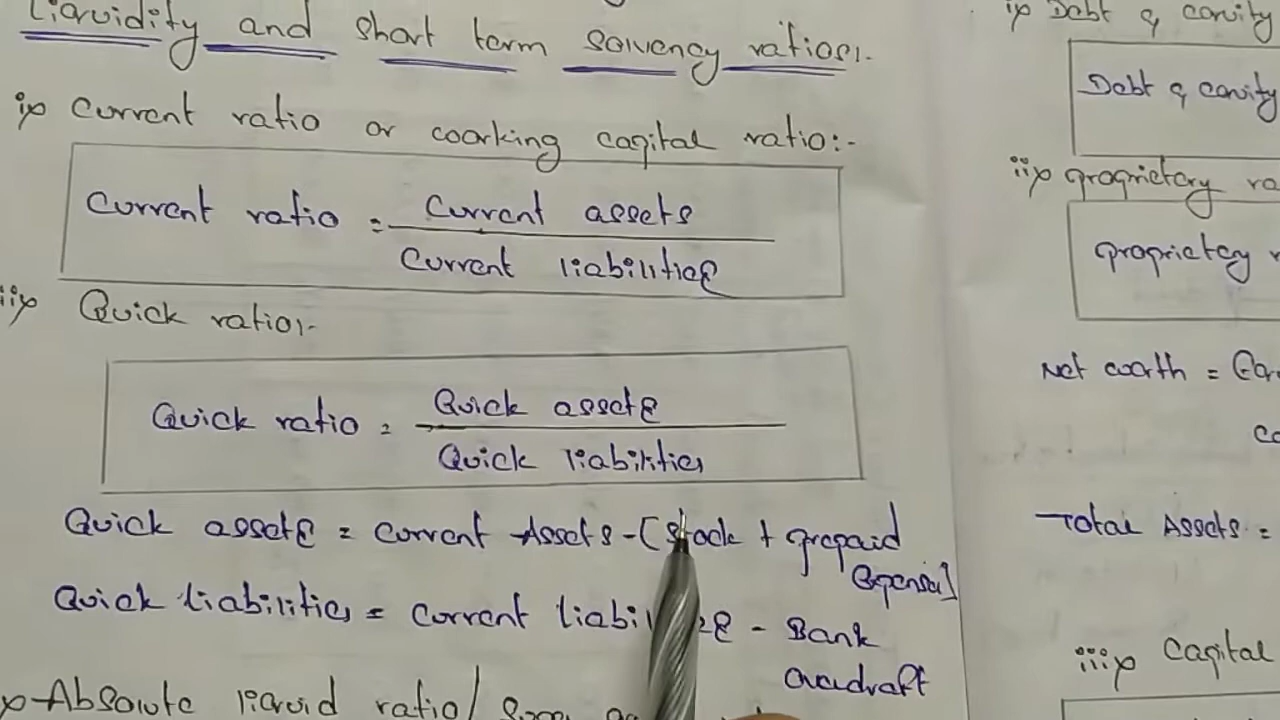 Liquidity and short term solvency ratios:-
i) Current ratio or working capital ratio:-
Current ratio = Current assets
Current liabilities
ii) Quick ratio:-
Quick ratio = Quick assets
Quick liabilities
Quick assets = current Assets - [Stock + prepaid
Expenses]
Quick liabilities = current liabilities - Bank
overdraft
Absolute liquid ratio/
i) Debt & equity
Debt & equity
ii) proprietary
proprietary
Net worth =
Total Assets =
iii) Capital